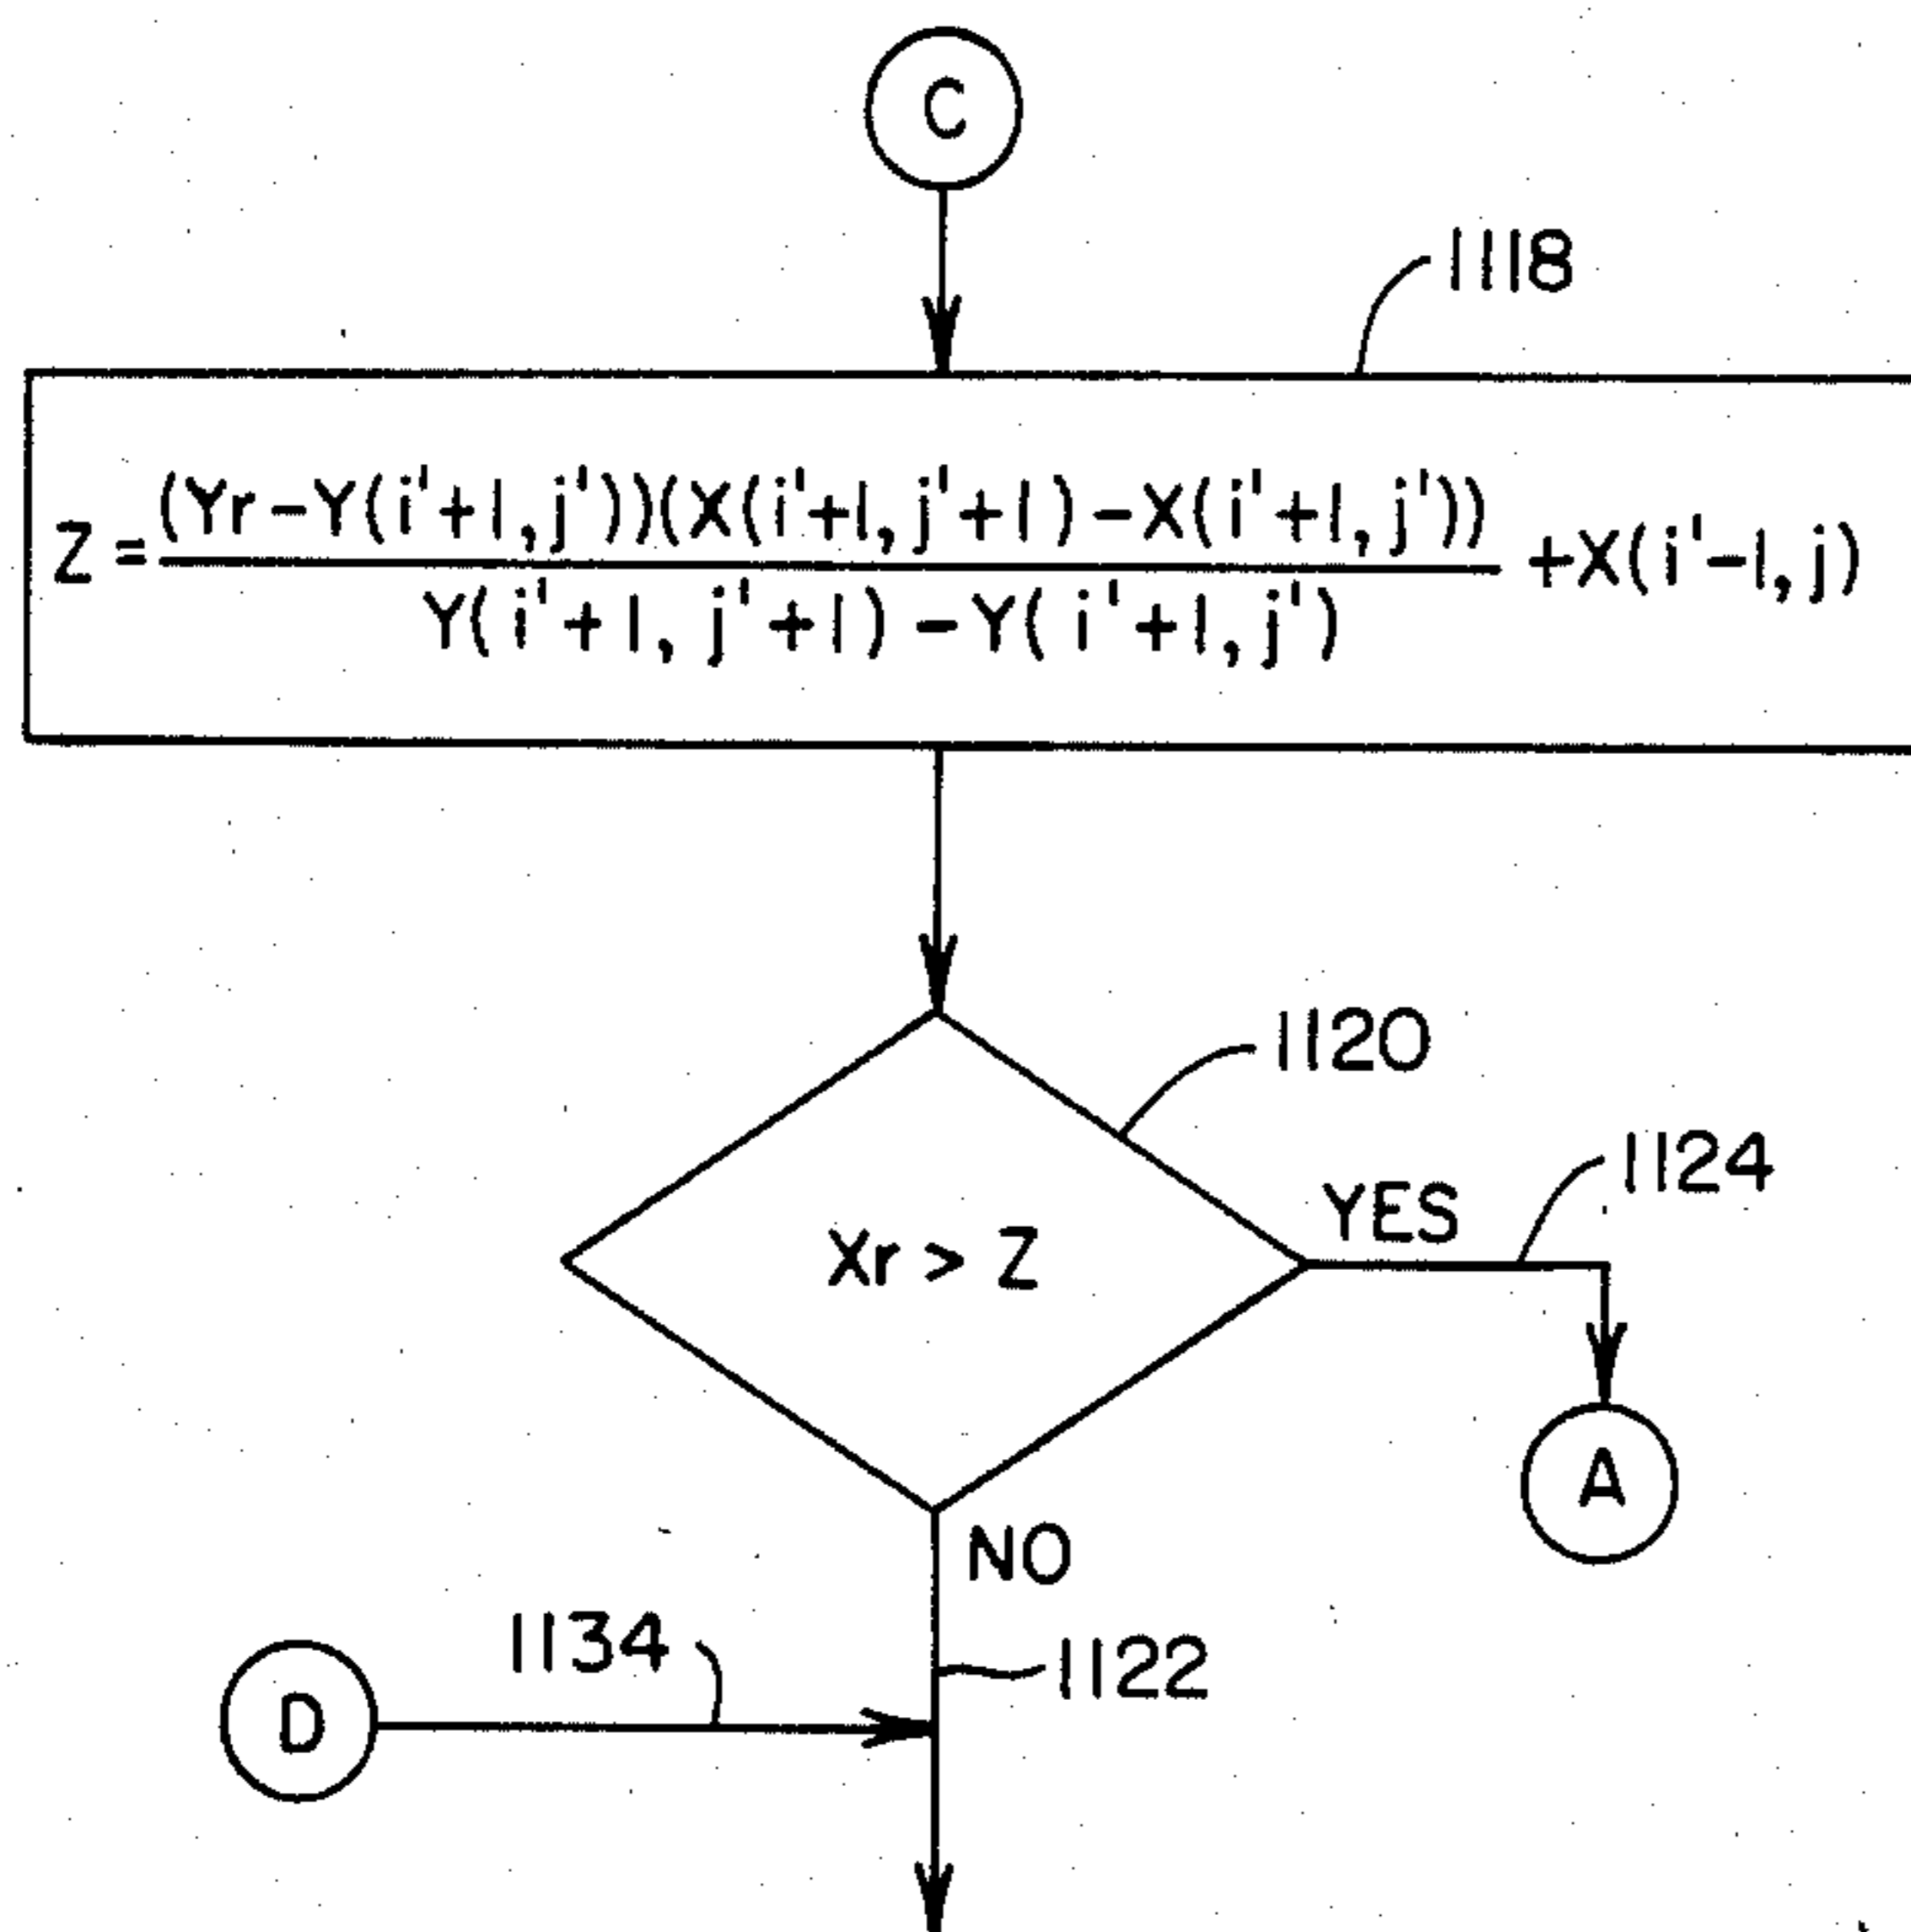 C
1118
(Yr-Y(i'+1,j'))(X(i'+1,j'+1)-X(i'+1,j'))
Z= +X(i'-1,j)
Y(i'+1,j'+1)-Y(i'+1,j')
1120
1124
YES
Xr > Z
A
NO
1134
1122
D